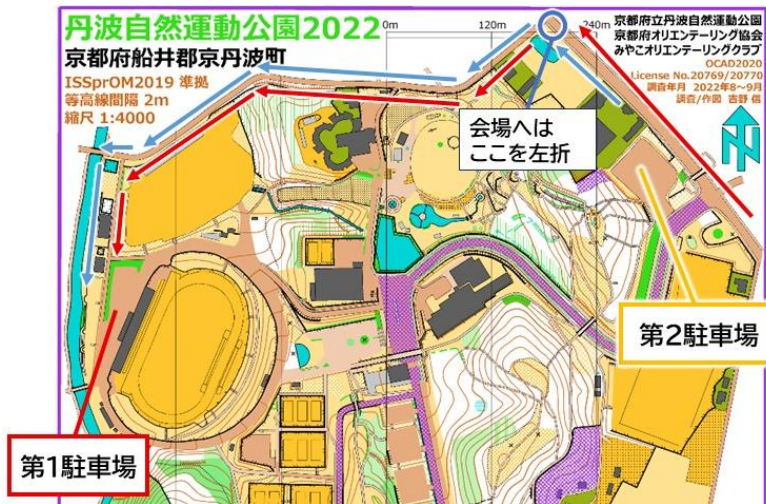 丹波自然運動公園2022
京都府船井郡京丹波町
ISSprOM2019 準拠
等高線間隔 2m
縮尺 1:4000
0m
120m
240m
京都府立丹波自然運動公園
京都府オリエンテーリング協会
みやこオリエンテーリングクラブ
OCAD2020
License No.20769/20770
調査年月 2022年8~9月
調査/作図 吉野 信
会場へは
ここを左折
第2駐車場
第1駐車場